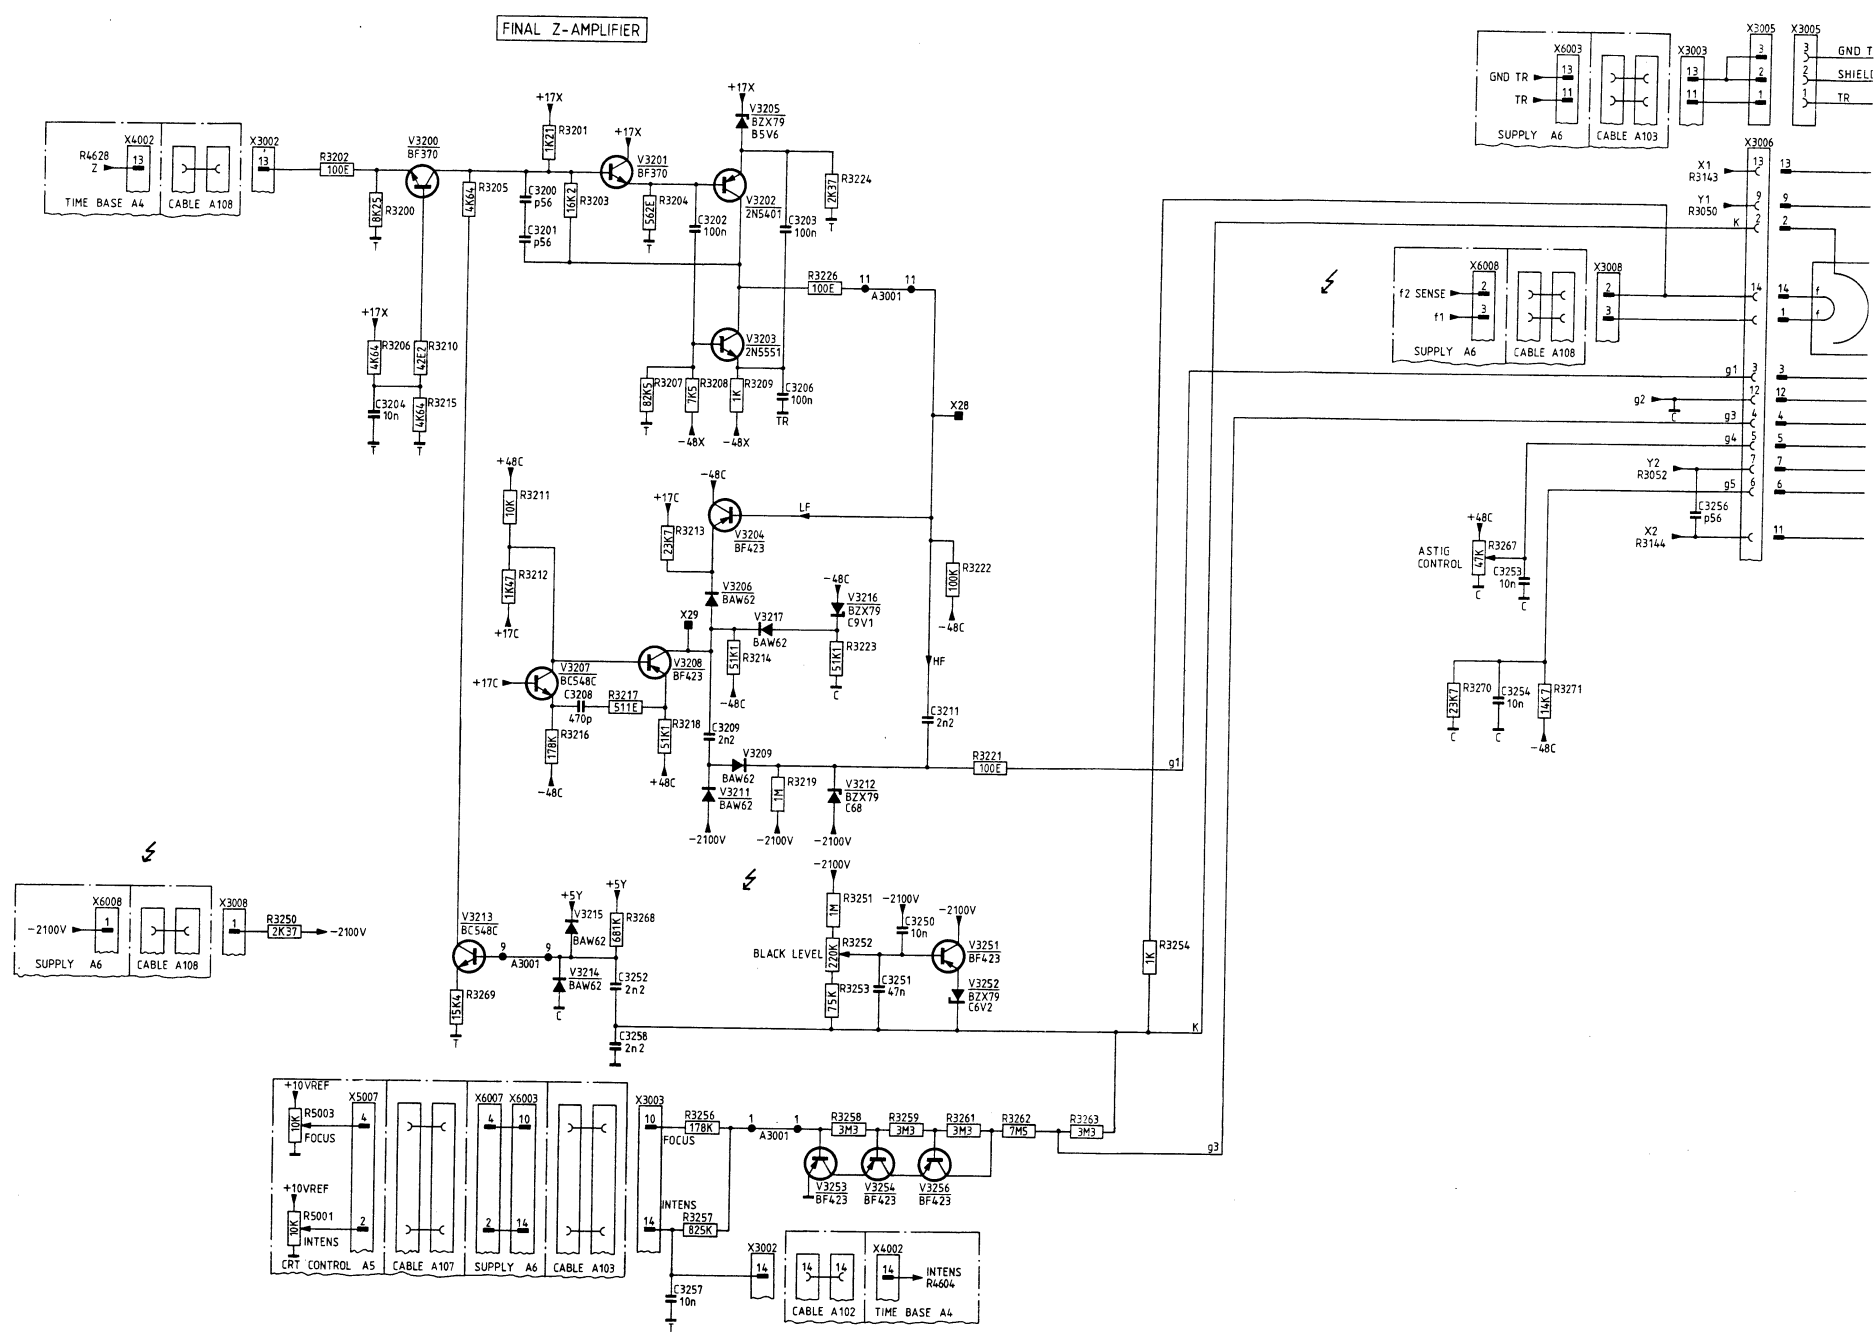 FINAL Z-AMPLIFIER
X6003
GND TR
13
TR
11
SUPPLY A6
CABLE A103
X3003
13
11
X3005
3
2
1
X3005
3
GND T
2
SHIEL
1
TR
X4002
R4628
Z
13
TIME BASE A4
CABLE A108
X3002
13
R3202
100E
R3200
8K25
V3200
BF370
R3205
4K64
+17X
R3201
1K21
C3200
p56
C3201
p56
R3203
16K2
+17X
V3201
BF370
R3204
562E
T
C3202
100n
+17X
V3205
BZX79
B5V6
V3202
2N5401
C3203
100n
R3224
2K37
T
T
+17X
R3206
4K64
R3210
42E2
C3204
10n
R3215
4K64
T
T
R3226
100E
11
A3001
11
V3203
2N5551
R3207
82K5
R3208
7K5
R3209
1K
C3206
100n
TR
T
-48X
-48X
X28
X3006
X1
R3143
13
13
Y1
R3050
9
9
K
2
2
X6008
f2 SENSE
2
f1
3
SUPPLY A6
CABLE A108
X3008
2
3
14
14
f
1
f
g1
3
3
g2
C
12
12
g3
4
4
g4
5
5
Y2
R3052
7
7
g5
6
6
C3256
p56
X2
R3144
11
+48C
R3211
10K
R3212
1K47
+17C
-48C
+17C
R3213
23K7
V3204
BF423
LF
V3206
BAW62
X29
V3217
BAW62
-48C
V3216
BZX79
C9V1
R3214
51K1
-48C
R3223
51K1
C
R3222
100K
-48C
HF
C3211
2n2
+17C
V3207
BC548C
C3208
470p
R3217
511E
V3208
BF423
R3216
178K
-48C
R3218
51K1
+48C
C3209
2n2
V3209
BAW62
V3211
BAW62
R3219
1M
V3212
BZX79
C68
-2100V
-2100V
-2100V
R3221
100E
g1
+48C
ASTIG
CONTROL
R3267
47K
C
C3253
10n
C
R3270
23K7
C
C3254
10n
C
R3271
14K7
-48C
X6008
-2100V
1
SUPPLY A6
CABLE A108
X3008
1
R3250
2K37
-2100V
V3213
BC548C
R3269
15K4
T
9
A3001
9
+5Y
V3215
BAW62
+5Y
R3268
681K
V3214
BAW62
C
C3252
2n2
C3258
2n2
-2100V
R3251
1M
BLACK LEVEL
R3252
220K
R3253
75K
-2100V
C3250
10n
C3251
47n
-2100V
V3251
BF423
V3252
BZX79
C6V2
R3254
1K
K
+10VREF
R5003
10K
FOCUS
X5007
4
+10VREF
R5001
10K
INTENS
2
CRT CONTROL A5
CABLE A107
X6007
X6003
4
10
2
14
SUPPLY A6
CABLE A103
X3003
10
FOCUS
R3256
178K
INTENS
14
R3257
825K
1
A3001
1
R3258
3M3
R3259
3M3
R3261
3M3
R3262
7M5
R3263
3M3
V3253
BF423
V3254
BF423
V3256
BF423
g3
C3257
10n
T
X3002
14
14
14
CABLE A102
X4002
14
INTENS
R4604
TIME BASE A4